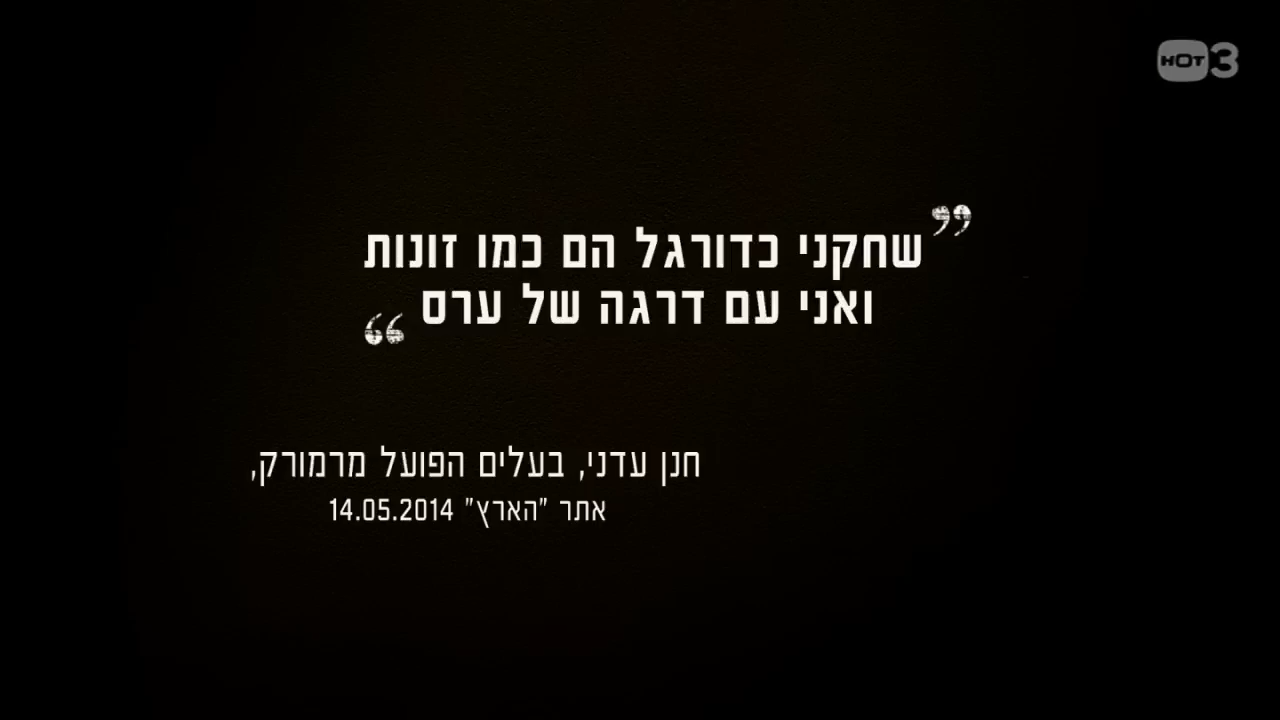 HOT3
”שחקני כדורגל הם כמו זונות
ואני עם דרגה של ערס“
חנן עדני, בעלים הפועל מרמורק,
אתר "הארץ" 14.05.2014